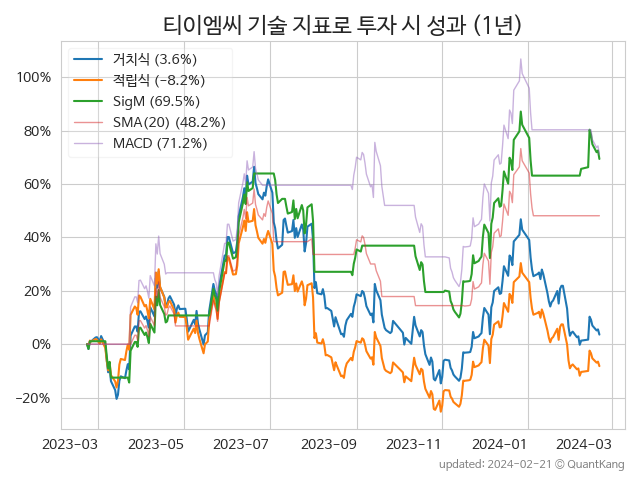 티이엠씨 기술 지표로 투자 시 성과 (1년)
거치식 (3.6%)
적립식 (−8.2%)
SigM (69.5%)
SMA(20) (48.2%)
MACD (71.2%)
100%
80%
60%
40%
20%
0%
−20%
2023-03 2023-05 2023-07 2023-09 2023-11 2024-01 2024-03
updated: 2024-02-21 © QuantKang